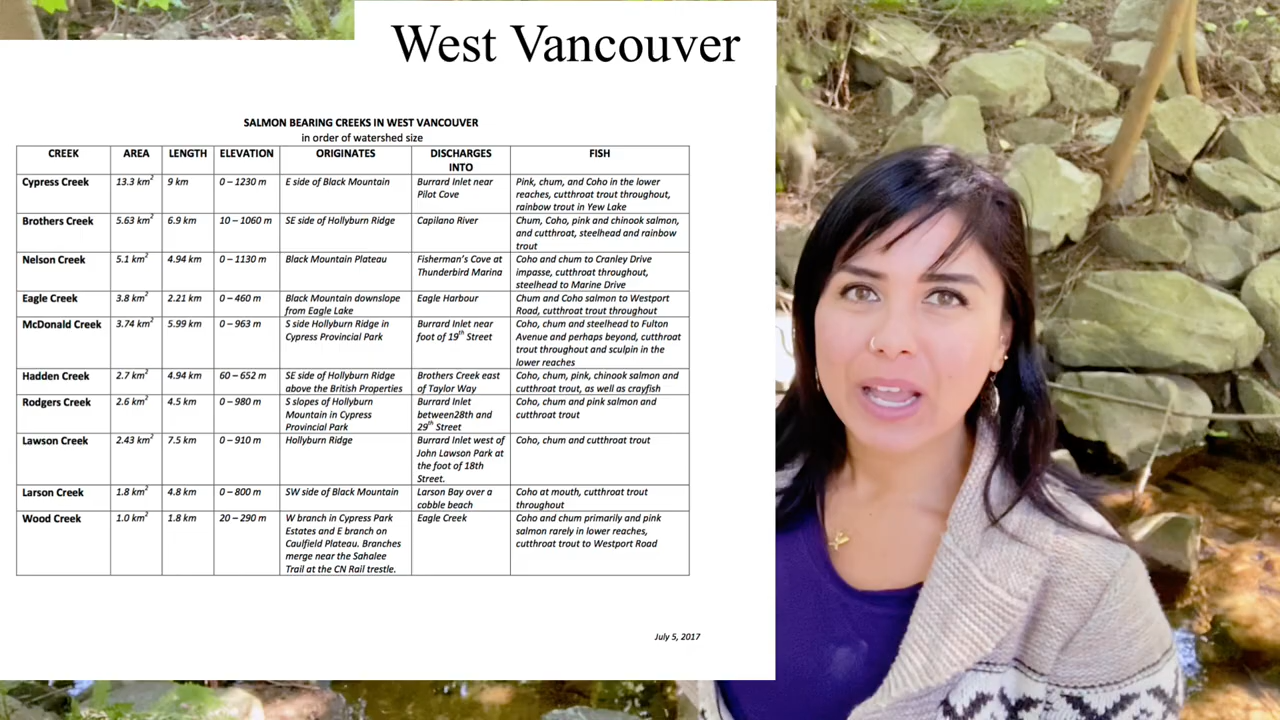 West Vancouver
SALMON BEARING CREEKS IN WEST VANCOUVER
in order of watershed size
CREEK AREA LENGTH ELEVATION ORIGINATES DISCHARGES INTO FISH
Cypress Creek 13.3 km² 9 km 0 – 1230 m E side of Black Mountain Burrard Inlet near Pilot Cove Pink, chum, and Coho in the lower reaches, cutthroat trout throughout, rainbow trout in Yew Lake
Brothers Creek 5.63 km² 6.9 km 10 – 1060 m SE side of Hollyburn Ridge Capilano River Chum, Coho, pink and chinook salmon, and cutthroat, steelhead and rainbow trout
Nelson Creek 5.1 km² 4.94 km 0 – 1130 m Black Mountain Plateau Fisherman's Cove at Thunderbird Marina Coho and chum to Cranley Drive impasse, cutthroat throughout, steelhead to Marine Drive
Eagle Creek 3.8 km² 2.21 km 0 – 460 m Black Mountain downslope from Eagle Lake Eagle Harbour Chum and Coho salmon to Westport Road, cutthroat trout throughout
McDonald Creek 3.74 km² 5.99 km 0 – 963 m S side Hollyburn Ridge in Cypress Provincial Park Burrard Inlet near foot of 19th Street Coho, chum and steelhead to Fulton Avenue and perhaps beyond, cutthroat trout throughout and sculpin in the lower reaches
Hadden Creek 2.7 km² 4.94 km 60 – 652 m SE side of Hollyburn Ridge above the British Properties Brothers Creek east of Taylor Way Coho, chum, pink, chinook salmon and cutthroat trout, as well as crayfish
Rodgers Creek 2.6 km² 4.5 km 0 – 980 m S slopes of Hollyburn Mountain in Cypress Provincial Park Burrard Inlet between28th and 29th Street Coho, chum and pink salmon and cutthroat trout
Lawson Creek 2.43 km² 7.5 km 0 – 910 m Hollyburn Ridge Burrard Inlet west of John Lawson Park at the foot of 18th Street. Coho, chum and cutthroat trout
Larson Creek 1.8 km² 4.8 km 0 – 800 m SW side of Black Mountain Larson Bay over a cobble beach Coho at mouth, cutthroat trout throughout
Wood Creek 1.0 km² 1.8 km 20 – 290 m W branch in Cypress Park Estates and E branch on Caulfield Plateau. Branches merge near the Sahalee Trail at the CN Rail trestle. Eagle Creek Coho and chum primarily and pink salmon rarely in lower reaches, cutthroat trout to Westport Road
July 5, 2017